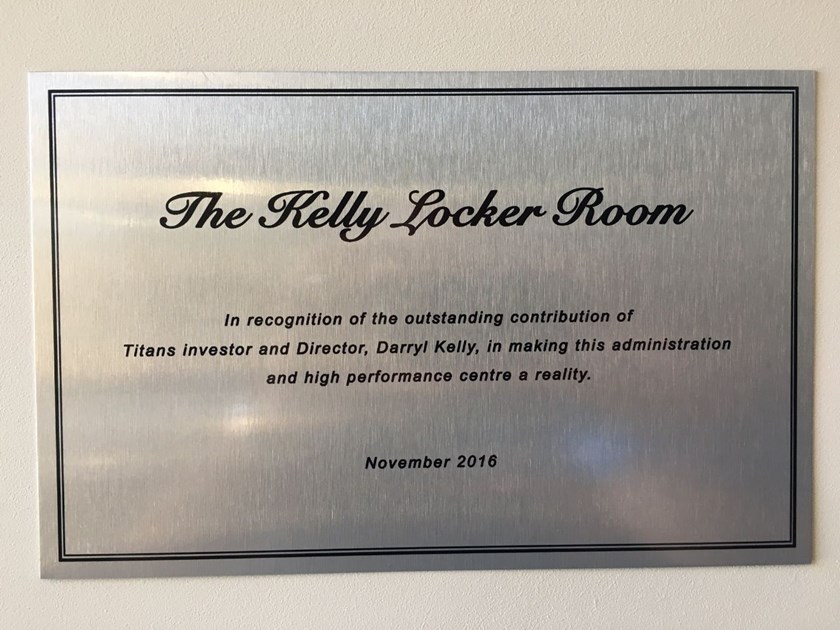 The Kelly Locker Room
In recognition of the outstanding contribution of
Titans investor and Director, Darryl Kelly, in making this administration
and high performance centre a reality.
November 2016